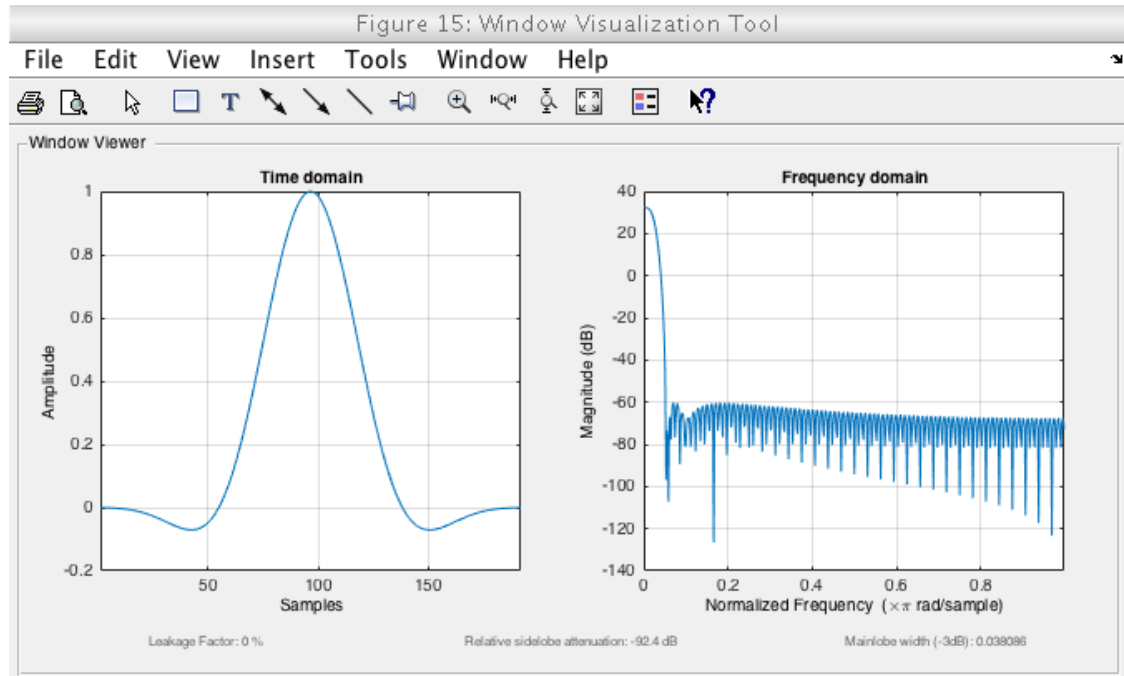 Figure 15: Window Visualization Tool
File Edit View Insert Tools Window Help
T
?
Window Viewer
Time domain
1
0.8
0.6
0.4
0.2
0
-0.2
Amplitude
50 100 150
Samples
Frequency domain
40
20
0
-20
-40
-60
-80
-100
-120
-140
Magnitude (dB)
0 0.2 0.4 0.6 0.8
Normalized Frequency (×π rad/sample)
Leakage Factor: 0 % Relative sidelobe attenuation: -92.4 dB Mainlobe width (-3dB): 0.038086